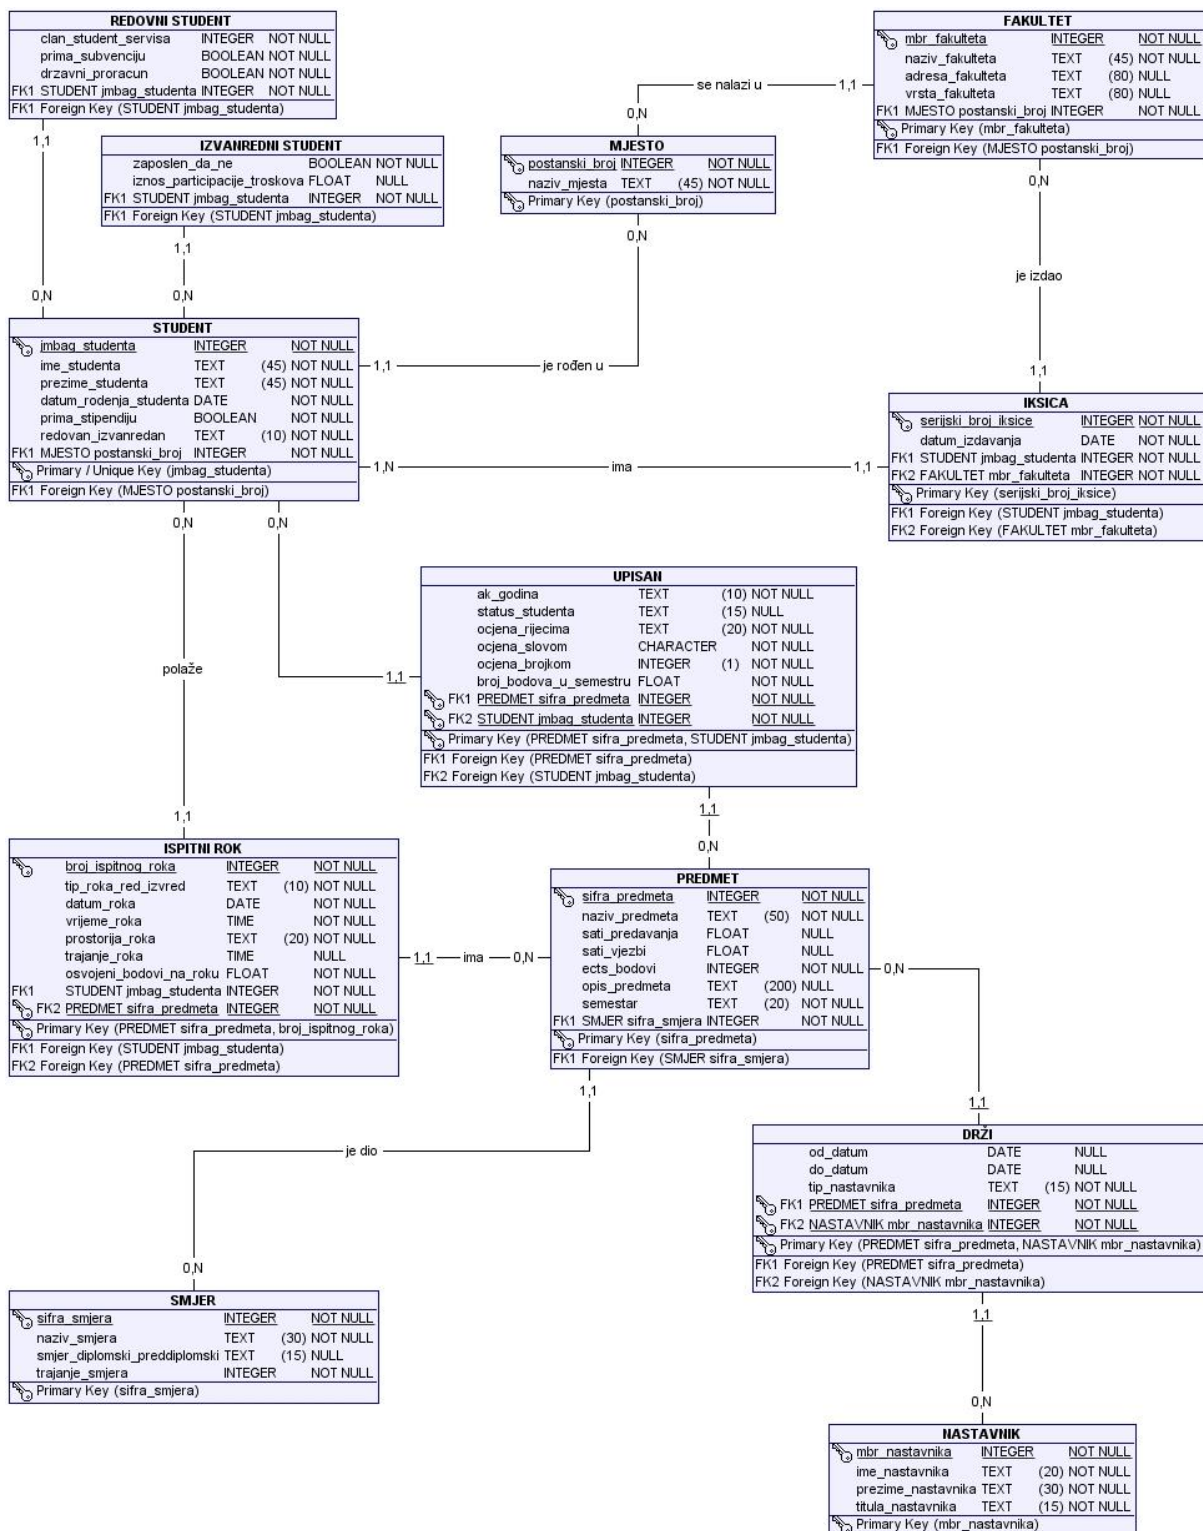 REDOVNI STUDENT
clan_student_servisa INTEGER NOT NULL
prima_subvenciju BOOLEAN NOT NULL
drzavni_proracun BOOLEAN NOT NULL
FK1 STUDENT jmbag_studenta INTEGER NOT NULL
FK1 Foreign Key (STUDENT jmbag_studenta)
1,1
0,N
FAKULTET
mbr_fakulteta INTEGER NOT NULL
naziv_fakulteta TEXT (45) NOT NULL
adresa_fakulteta TEXT (80) NULL
vrsta_fakulteta TEXT (80) NULL
FK1 MJESTO postanski_broj INTEGER NOT NULL
Primary Key (mbr_fakulteta)
FK1 Foreign Key (MJESTO postanski_broj)
se nalazi u
1,1
0,N
IZVANREDNI STUDENT
zaposlen_da_ne BOOLEAN NOT NULL
iznos_participacije_troskova FLOAT NULL
FK1 STUDENT jmbag_studenta INTEGER NOT NULL
FK1 Foreign Key (STUDENT jmbag_studenta)
1,1
0,N
MJESTO
postanski_broj INTEGER NOT NULL
naziv_mjesta TEXT (45) NOT NULL
Primary Key (postanski_broj)
0,N
0,N
je izdao
1,1
STUDENT
jmbag_studenta INTEGER NOT NULL
ime_studenta TEXT (45) NOT NULL
prezime_studenta TEXT (45) NOT NULL
datum_rodenja_studenta DATE NOT NULL
prima_stipendiju BOOLEAN NOT NULL
redovan_izvanredan TEXT (10) NOT NULL
FK1 MJESTO postanski_broj INTEGER NOT NULL
Primary / Unique Key (jmbag_studenta)
FK1 Foreign Key (MJESTO postanski_broj)
1,1 je rođen u
1,N ima 1,1
IKSICA
serijski_broj_iksice INTEGER NOT NULL
datum_izdavanja DATE NOT NULL
FK1 STUDENT jmbag_studenta INTEGER NOT NULL
FK2 FAKULTET mbr_fakulteta INTEGER NOT NULL
Primary Key (serijski_broj_iksice)
FK1 Foreign Key (STUDENT jmbag_studenta)
FK2 Foreign Key (FAKULTET mbr_fakulteta)
0,N
0,N
UPISAN
ak_godina TEXT (10) NOT NULL
status_studenta TEXT (15) NULL
ocjena_rijecima TEXT (20) NOT NULL
ocjena_slovom CHARACTER NOT NULL
ocjena_brojkom INTEGER (1) NOT NULL
broj_bodova_u_semestru FLOAT NOT NULL
FK1 PREDMET sifra_predmeta INTEGER NOT NULL
FK2 STUDENT jmbag_studenta INTEGER NOT NULL
Primary Key (PREDMET sifra_predmeta, STUDENT jmbag_studenta)
FK1 Foreign Key (PREDMET sifra_predmeta)
FK2 Foreign Key (STUDENT jmbag_studenta)
polaže
1,1
1,1
1,1
0,N
ISPITNI ROK
broj_ispitnog_roka INTEGER NOT NULL
tip_roka_red_izvred TEXT (10) NOT NULL
datum_roka DATE NOT NULL
vrijeme_roka TIME NOT NULL
prostorija_roka TEXT (20) NOT NULL
trajanje_roka TIME NULL
osvojeni_bodovi_na_roku FLOAT NOT NULL
FK1 STUDENT jmbag_studenta INTEGER NOT NULL
FK2 PREDMET sifra_predmeta INTEGER NOT NULL
Primary Key (PREDMET sifra_predmeta, broj_ispitnog_roka)
FK1 Foreign Key (STUDENT jmbag_studenta)
FK2 Foreign Key (PREDMET sifra_predmeta)
1,1 ima 0,N
PREDMET
sifra_predmeta INTEGER NOT NULL
naziv_predmeta TEXT (50) NOT NULL
sati_predavanja FLOAT NULL
sati_vjezbi FLOAT NULL
ects_bodovi INTEGER NOT NULL
opis_predmeta TEXT (200) NULL
semestar TEXT (20) NOT NULL
FK1 SMJER sifra_smjera INTEGER NOT NULL
Primary Key (sifra_predmeta)
FK1 Foreign Key (SMJER sifra_smjera)
0,N
1,1
1,1
je dio
0,N
DRŽI
od_datum DATE NULL
do_datum DATE NULL
tip_nastavnika TEXT (15) NOT NULL
FK1 PREDMET sifra_predmeta INTEGER NOT NULL
FK2 NASTAVNIK mbr_nastavnika INTEGER NOT NULL
Primary Key (PREDMET sifra_predmeta, NASTAVNIK mbr_nastavnika)
FK1 Foreign Key (PREDMET sifra_predmeta)
FK2 Foreign Key (NASTAVNIK mbr_nastavnika)
1,1
0,N
SMJER
sifra_smjera INTEGER NOT NULL
naziv_smjera TEXT (30) NOT NULL
smjer_diplomski_preddiplomski TEXT (15) NULL
trajanje_smjera INTEGER NOT NULL
Primary Key (sifra_smjera)
NASTAVNIK
mbr_nastavnika INTEGER NOT NULL
ime_nastavnika TEXT (20) NOT NULL
prezime_nastavnika TEXT (30) NOT NULL
titula_nastavnika TEXT (15) NOT NULL
Primary Key (mbr_nastavnika)